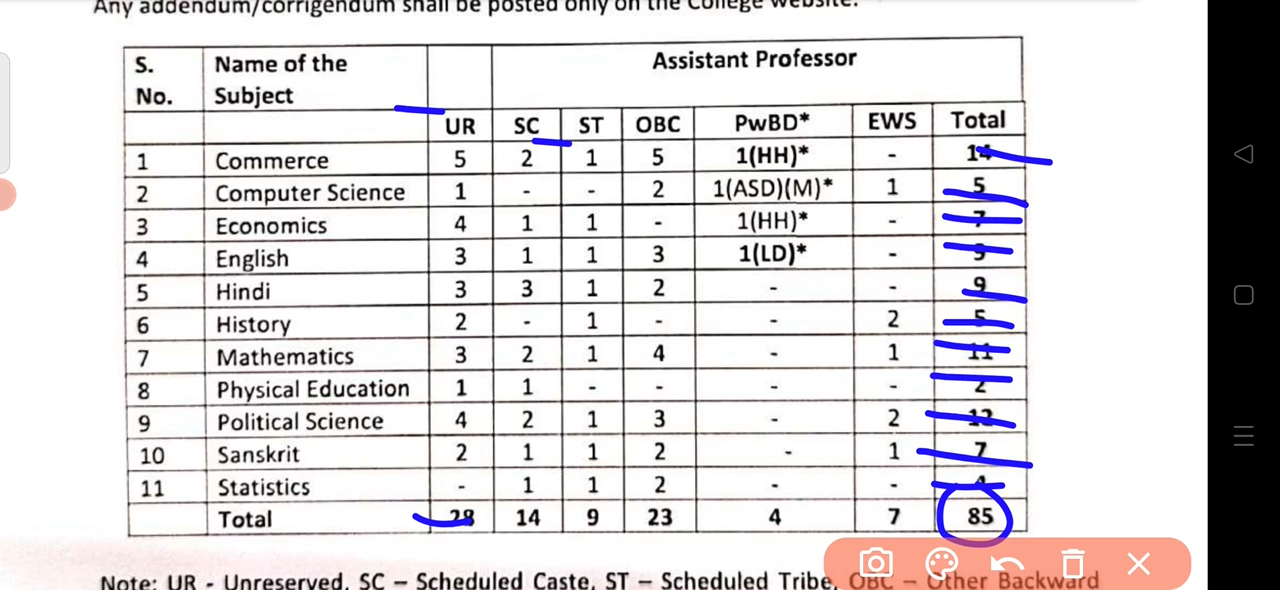 Any addendum/corrigendum shall be posted only on the College website.
S. No. Name of the Subject Assistant Professor
UR SC ST OBC PwBD* EWS Total
1 Commerce 5 2 1 5 1(HH)* - 14
2 Computer Science 1 - - 2 1(ASD)(M)* 1 5
3 Economics 4 1 1 - 1(HH)* - 7
4 English 3 1 1 3 1(LD)* - 9
5 Hindi 3 3 1 2 - - 9
6 History 2 - 1 - - 2 5
7 Mathematics 3 2 1 4 - 1 11
8 Physical Education 1 1 - - - - 2
9 Political Science 4 2 1 3 - 2 12
10 Sanskrit 2 1 1 2 - 1 7
11 Statistics - 1 1 2 - - 4
Total 28 14 9 23 4 7 85
Note: UR - Unreserved, SC – Scheduled Caste, ST – Scheduled Tribe, OBC – Other Backward